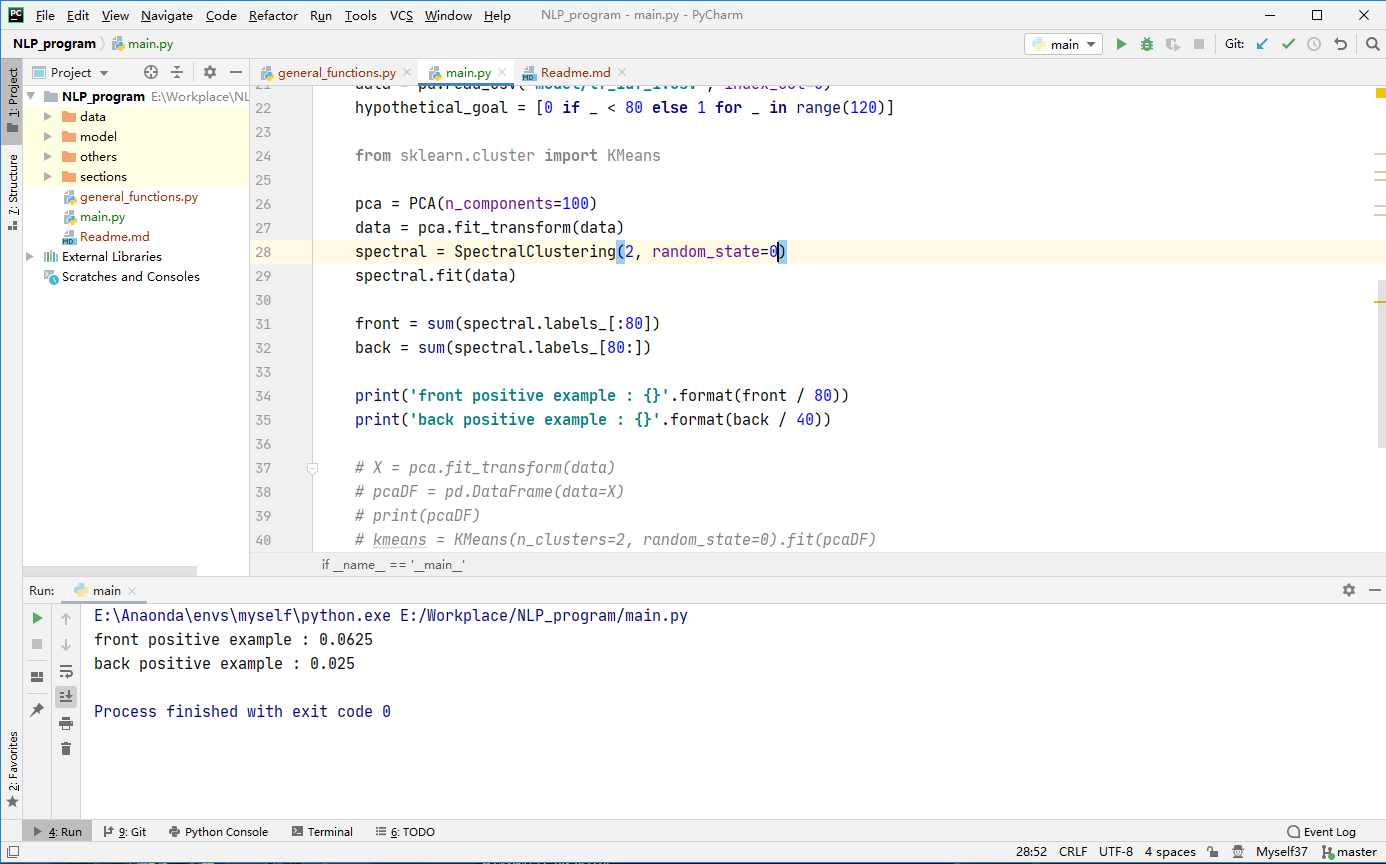 File Edit View Navigate Code Refactor Run Tools VCS Window Help NLP_program - main.py - PyCharm
NLP_program main.py main Git:
1: Project
7: Structure
2: Favorites
Project
NLP_program E:\Workplace\NL
data
model
others
sections
general_functions.py
main.py
Readme.md
External Libraries
Scratches and Consoles
general_functions.py main.py Readme.md
22 hypothetical_goal = [0 if _ < 80 else 1 for _ in range(120)]
23
24 from sklearn.cluster import KMeans
25
26 pca = PCA(n_components=100)
27 data = pca.fit_transform(data)
28 spectral = SpectralClustering(2, random_state=0)
29 spectral.fit(data)
30
31 front = sum(spectral.labels_[:80])
32 back = sum(spectral.labels_[80:])
33
34 print('front positive example : {}'.format(front / 80))
35 print('back positive example : {}'.format(back / 40))
36
37 # X = pca.fit_transform(data)
38 # pcaDF = pd.DataFrame(data=X)
39 # print(pcaDF)
40 # kmeans = KMeans(n_clusters=2, random_state=0).fit(pcaDF)
if __name__ == '__main__'
Run: main
E:\Anaonda\envs\myself\python.exe E:/Workplace/NLP_program/main.py
front positive example : 0.0625
back positive example : 0.025
Process finished with exit code 0
4: Run 9: Git Python Console Terminal 6: TODO Event Log
28:52 CRLF UTF-8 4 spaces Myself37 master